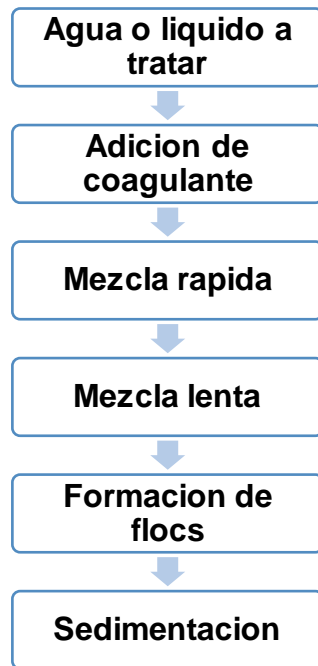 Agua o liquido a
tratar
Adicion de
coagulante
Mezcla rapida
Mezcla lenta
Formacion de
flocs
Sedimentacion